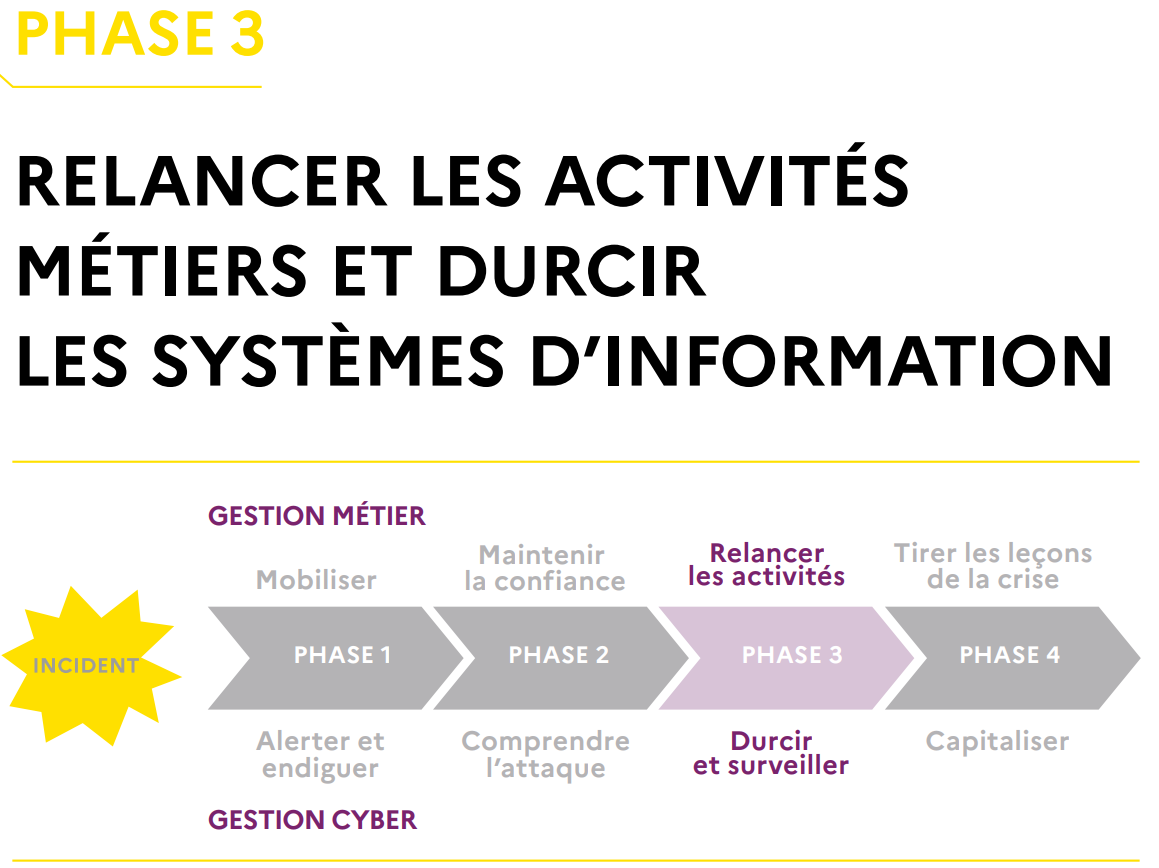 PHASE 3
RELANCER LES ACTIVITÉS
MÉTIERS ET DURCIR
LES SYSTÈMES D’INFORMATION
GESTION MÉTIER
Mobiliser
Maintenir
la confiance
Relancer
les activités
Tirer les leçons
de la crise
INCIDENT
PHASE 1
PHASE 2
PHASE 3
PHASE 4
Alerter et
endiguer
Comprendre
l’attaque
Durcir
et surveiller
Capitaliser
GESTION CYBER